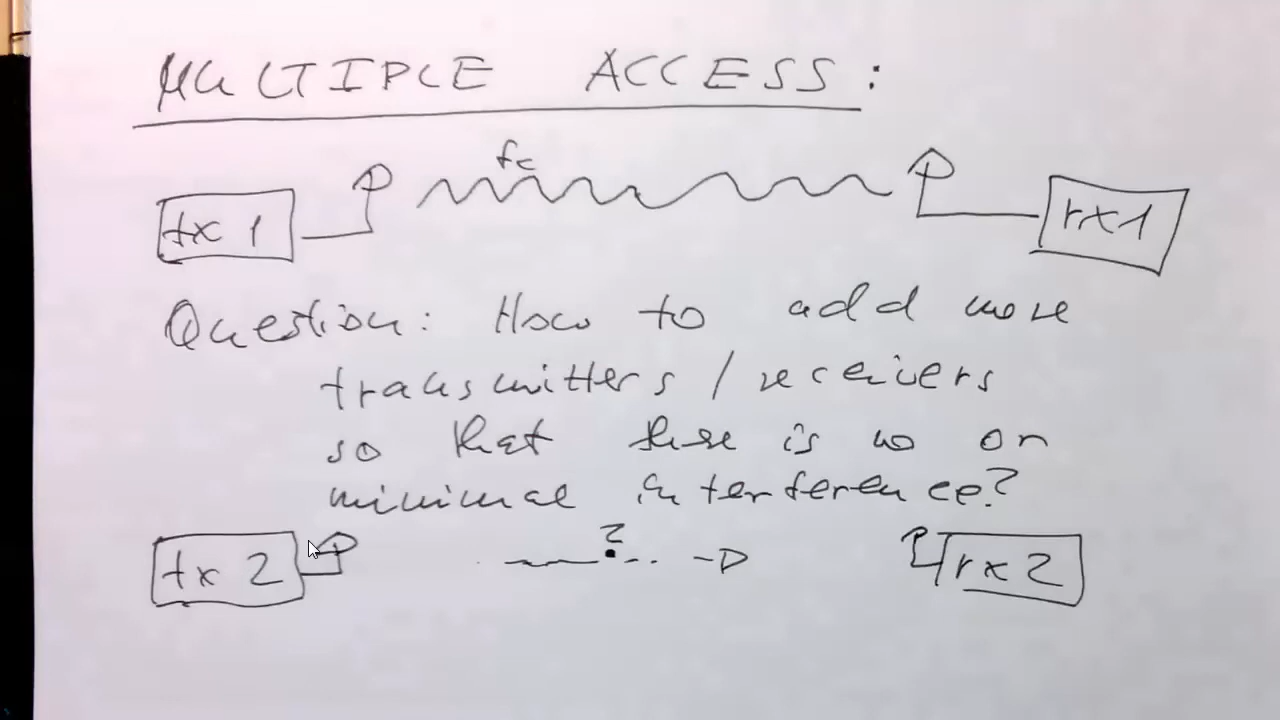 MULTIPLE ACCESS:
fc
tx 1
rx1
Question: How to add more
transmitters / receivers
so that there is no or
minimal interference?
?
tx 2
rx 2